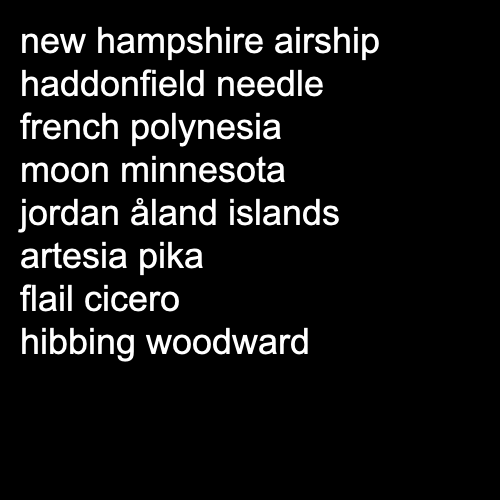 new hampshire airship
haddonfield needle
french polynesia
moon minnesota
jordan åland islands
artesia pika
flail cicero
hibbing woodward